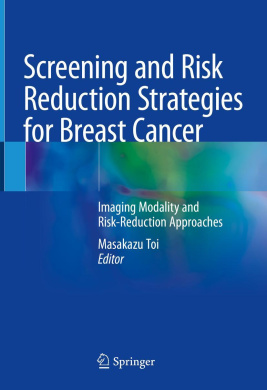 Screening and Risk
Reduction Strategies
for Breast Cancer
Imaging Modality and
Risk-Reduction Approaches
Masakazu Toi
Editor
Springer